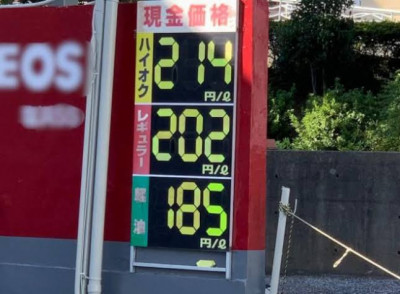 現金価格
ハイオク 214 円/ℓ
レギュラー 202 円/ℓ
軽油 185 円/ℓ
EOS